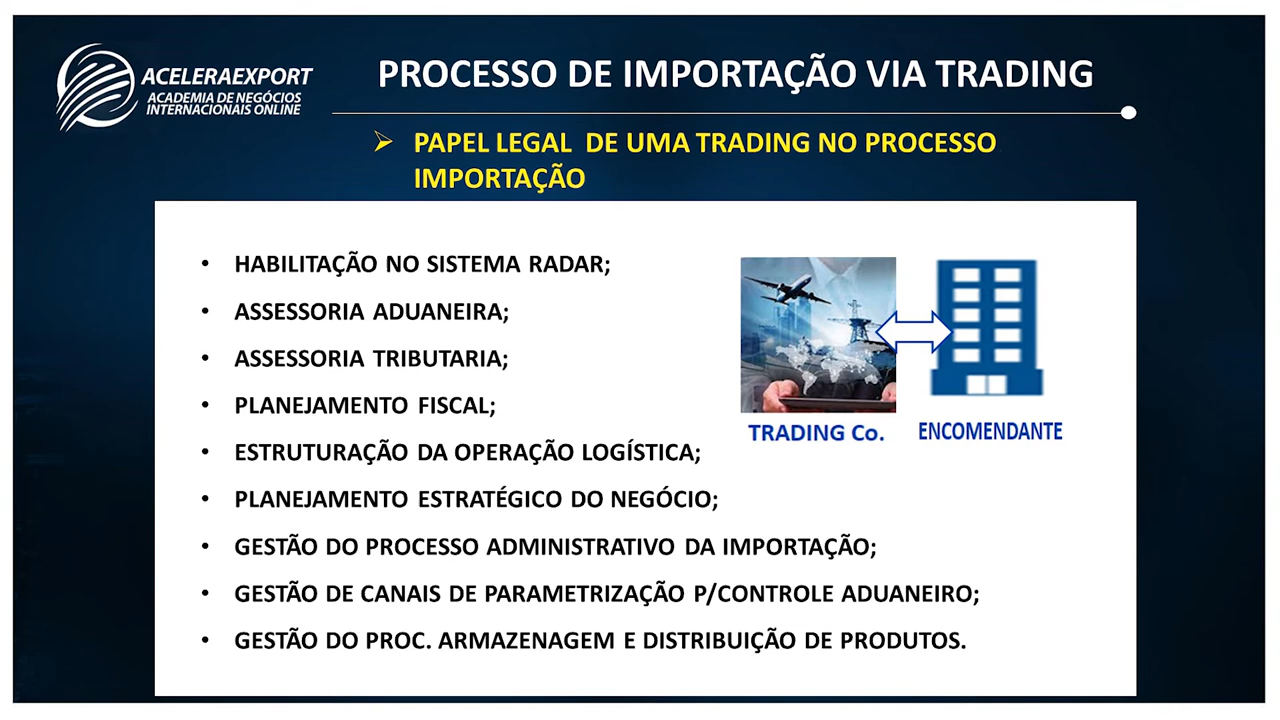 ACELERAEXPORT
ACADEMIA DE NEGÓCIOS
INTERNACIONAIS ONLINE
PROCESSO DE IMPORTAÇÃO VIA TRADING
➢ PAPEL LEGAL DE UMA TRADING NO PROCESSO
IMPORTAÇÃO
• HABILITAÇÃO NO SISTEMA RADAR;
• ASSESSORIA ADUANEIRA;
• ASSESSORIA TRIBUTARIA;
• PLANEJAMENTO FISCAL;
• ESTRUTURAÇÃO DA OPERAÇÃO LOGÍSTICA;
• PLANEJAMENTO ESTRATÉGICO DO NEGÓCIO;
• GESTÃO DO PROCESSO ADMINISTRATIVO DA IMPORTAÇÃO;
• GESTÃO DE CANAIS DE PARAMETRIZAÇÃO P/CONTROLE ADUANEIRO;
• GESTÃO DO PROC. ARMAZENAGEM E DISTRIBUIÇÃO DE PRODUTOS.
TRADING Co.
ENCOMENDANTE